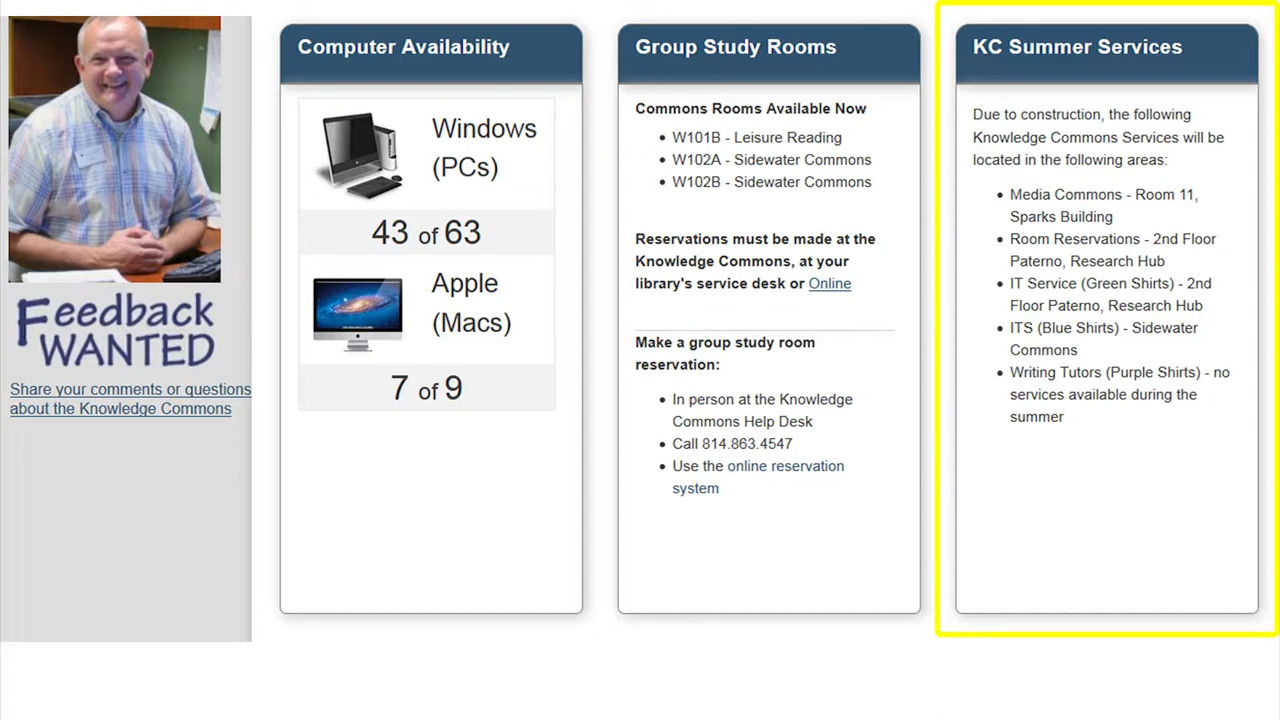 Feedback
WANTED
Share your comments or questions
about the Knowledge Commons
Computer Availability
Windows
(PCs)
43 of 63
Apple
(Macs)
7 of 9
Group Study Rooms
Commons Rooms Available Now
W101B - Leisure Reading
W102A - Sidewater Commons
W102B - Sidewater Commons
Reservations must be made at the
Knowledge Commons, at your
library's service desk or Online
Make a group study room
reservation:
In person at the Knowledge
Commons Help Desk
Call 814.863.4547
Use the online reservation
system
KC Summer Services
Due to construction, the following
Knowledge Commons Services will be
located in the following areas:
Media Commons - Room 11,
Sparks Building
Room Reservations - 2nd Floor
Paterno, Research Hub
IT Service (Green Shirts) - 2nd
Floor Paterno, Research Hub
ITS (Blue Shirts) - Sidewater
Commons
Writing Tutors (Purple Shirts) - no
services available during the
summer